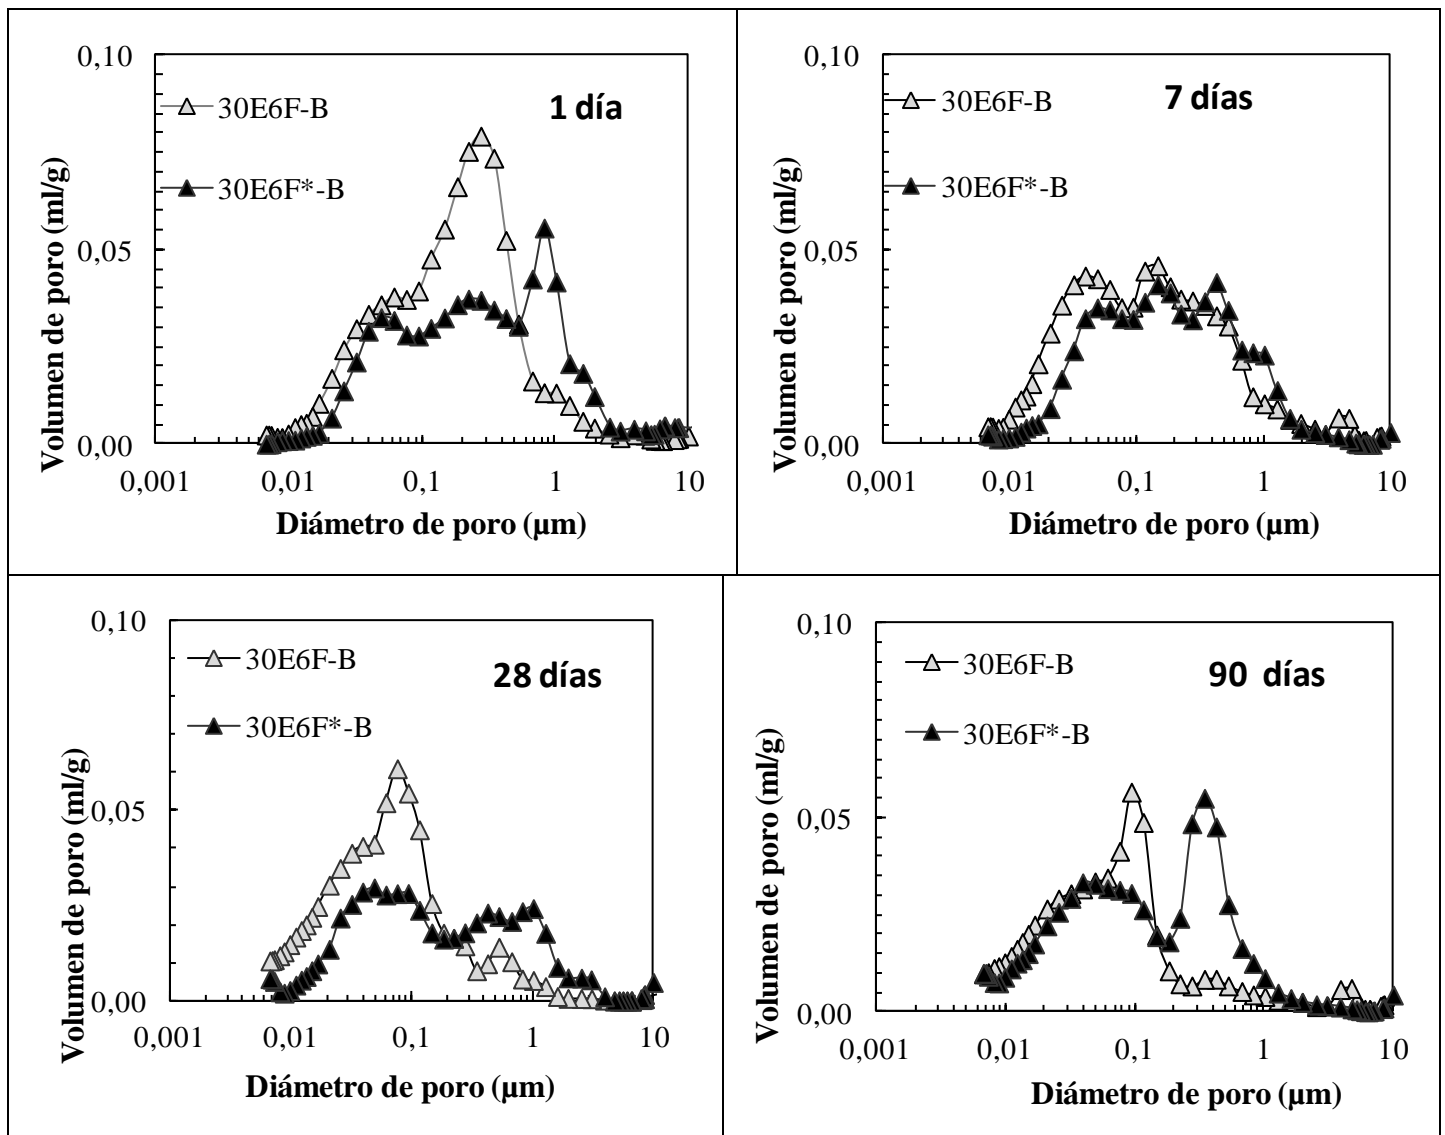 0,10
30E6F-B
1 día
30E6F*-B
0,05
0,00
Volumen de poro (ml/g)
0,001
0,01
0,1
1
10
Diámetro de poro (µm)
0,10
30E6F-B
7 días
30E6F*-B
0,05
0,00
Volumen de poro (ml/g)
0,001
0,01
0,1
1
10
Diámetro de poro (µm)
0,10
30E6F-B
28 días
30E6F*-B
0,05
0,00
Volumen de poro (ml/g)
0,001
0,01
0,1
1
10
Diámetro de poro (µm)
0,10
30E6F-B
90 días
30E6F*-B
0,05
0,00
Volumen de poro (ml/g)
0,001
0,01
0,1
1
10
Diámetro de poro (µm)